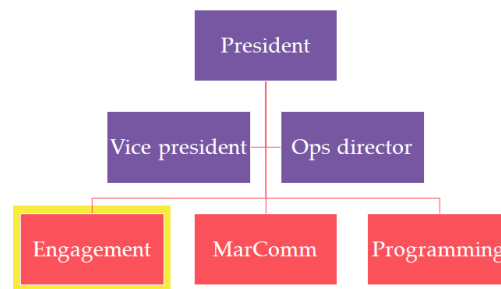 President
Vice president
Ops director
Engagement
MarComm
Programming